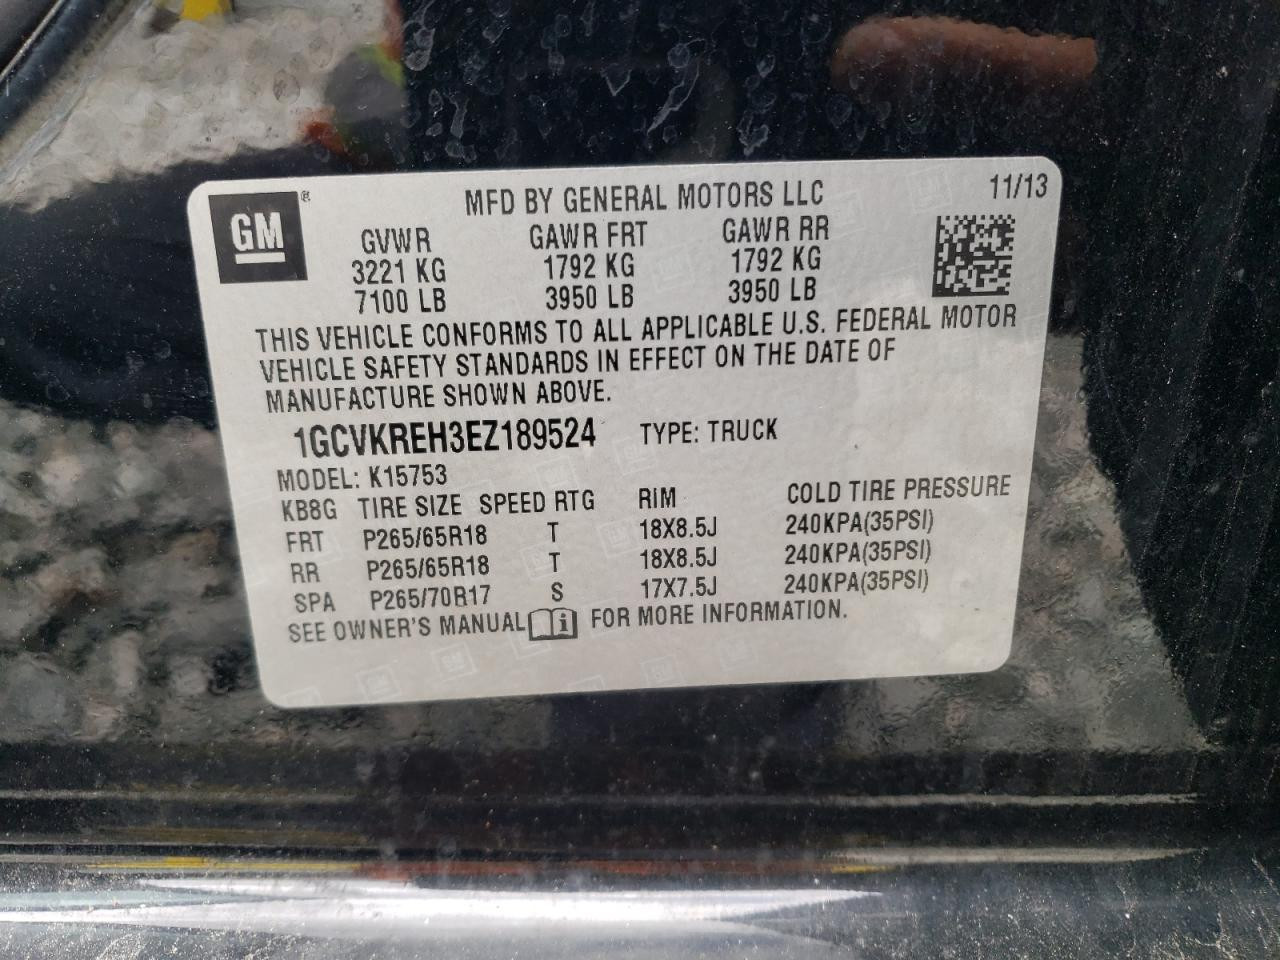 GM ® MFD BY GENERAL MOTORS LLC 11/13
GVWR GAWR FRT GAWR RR
3221 KG 1792 KG 1792 KG
7100 LB 3950 LB 3950 LB
THIS VEHICLE CONFORMS TO ALL APPLICABLE U.S. FEDERAL MOTOR
VEHICLE SAFETY STANDARDS IN EFFECT ON THE DATE OF
MANUFACTURE SHOWN ABOVE.
1GCVKREH3EZ189524 TYPE: TRUCK
MODEL: K15753
KB8G TIRE SIZE SPEED RTG RIM COLD TIRE PRESSURE
FRT P265/65R18 T 18X8.5J 240KPA(35PSI)
RR P265/65R18 T 18X8.5J 240KPA(35PSI)
SPA P265/70R17 S 17X7.5J 240KPA(35PSI)
SEE OWNER'S MANUAL i FOR MORE INFORMATION.